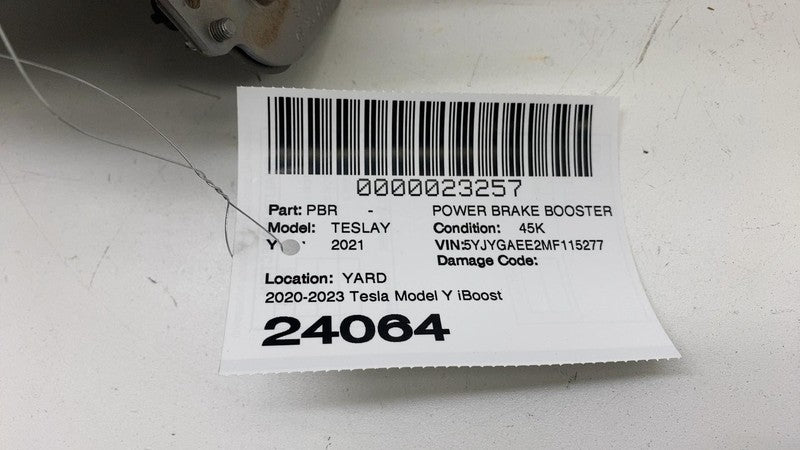 0000023257
Part: PBR - POWER BRAKE BOOSTER
Model: TESLAY Condition: 45K
Y : 2021 VIN:5YJYGAEE2MF115277
Damage Code:
Location: YARD
2020-2023 Tesla Model Y iBoost
24064